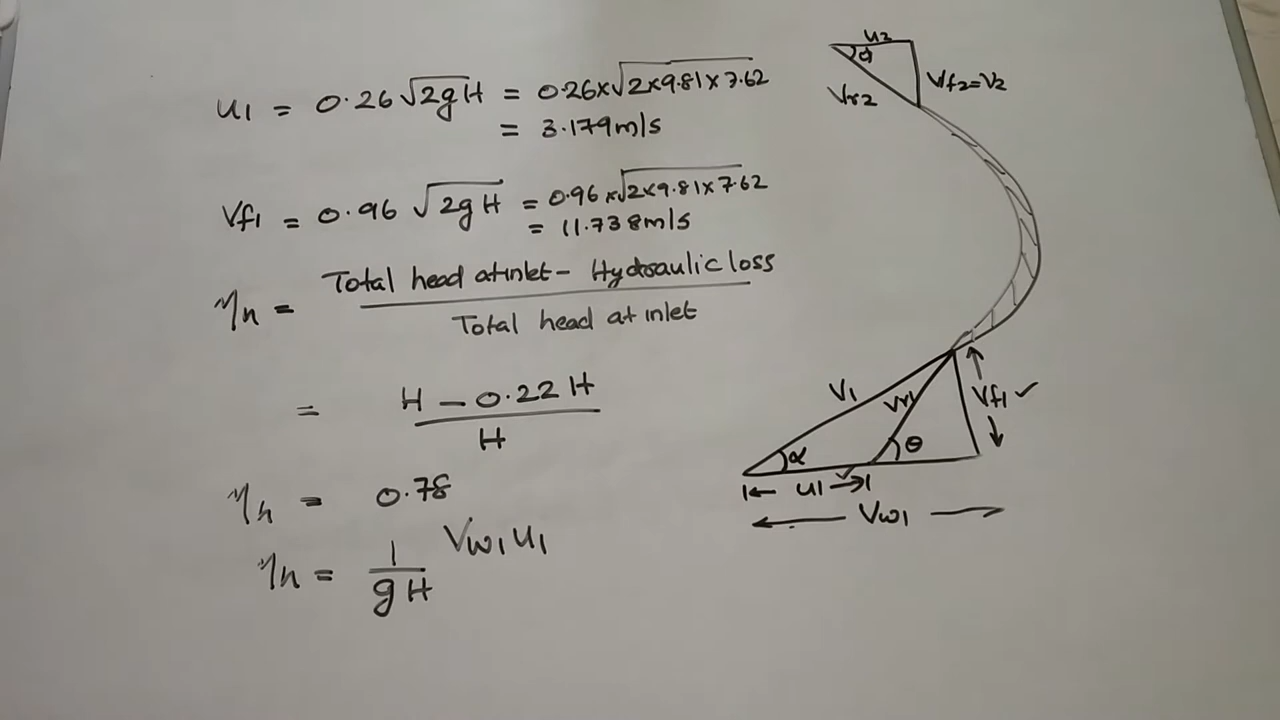 u1 = 0.26 √2gH = 0.26×√2×9.81×7.62
= 3.179m/s
Vf1 = 0.96 √2gH = 0.96×√2×9.81×7.62
= 11.738m/s
ηh = Total head at inlet - Hydraulic loss
Total head at inlet
= H - 0.22 H
H
ηh = 0.78
ηh = 1 Vw1 u1
gH
u2
φ
Vr2
Vf2=V2
V1
Vr1
Vf1 ✓
α
θ
u1 ✓
Vw1